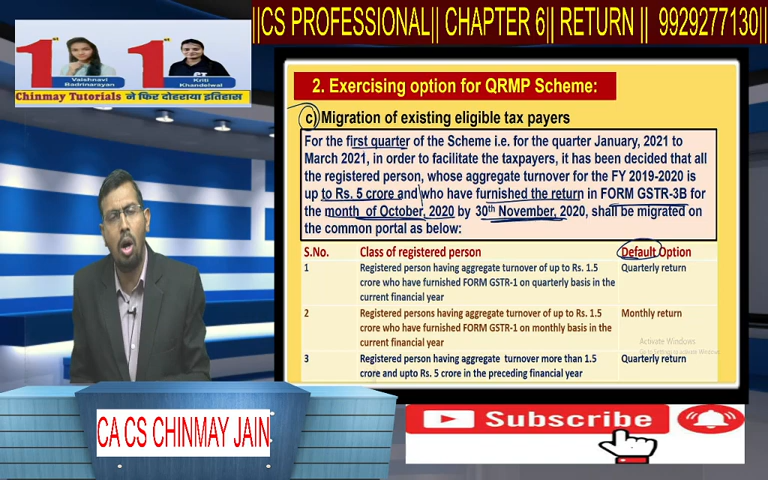 ||CS PROFESSIONAL|| CHAPTER 6|| RETURN || 9929277130||
1
1
Vaishnavi
Badrinarayan
Kriti
Khandelwal
Chinmay Tutorials ने फिर दोहराया इतिहास
2. Exercising option for QRMP Scheme:
c) Migration of existing eligible tax payers
For the first quarter of the Scheme i.e. for the quarter January, 2021 to
March 2021, in order to facilitate the taxpayers, it has been decided that all
the registered person, whose aggregate turnover for the FY 2019-2020 is
up to Rs. 5 crore and who have furnished the return in FORM GSTR-3B for
the month of October, 2020 by 30th November, 2020, shall be migrated on
the common portal as below:
S.No. Class of registered person Default Option
1 Registered person having aggregate turnover of up to Rs. 1.5 Quarterly return
crore who have furnished FORM GSTR-1 on quarterly basis in the
current financial year
2 Registered persons having aggregate turnover of up to Rs. 1.5 Monthly return
crore who have furnished FORM GSTR-1 on monthly basis in the
current financial year
3 Registered person having aggregate turnover more than 1.5 Quarterly return
crore and upto Rs. 5 crore in the preceding financial year
Activate Windows
Go to Settings to activate Windows
CA CS CHINMAY JAIN
Subscribe